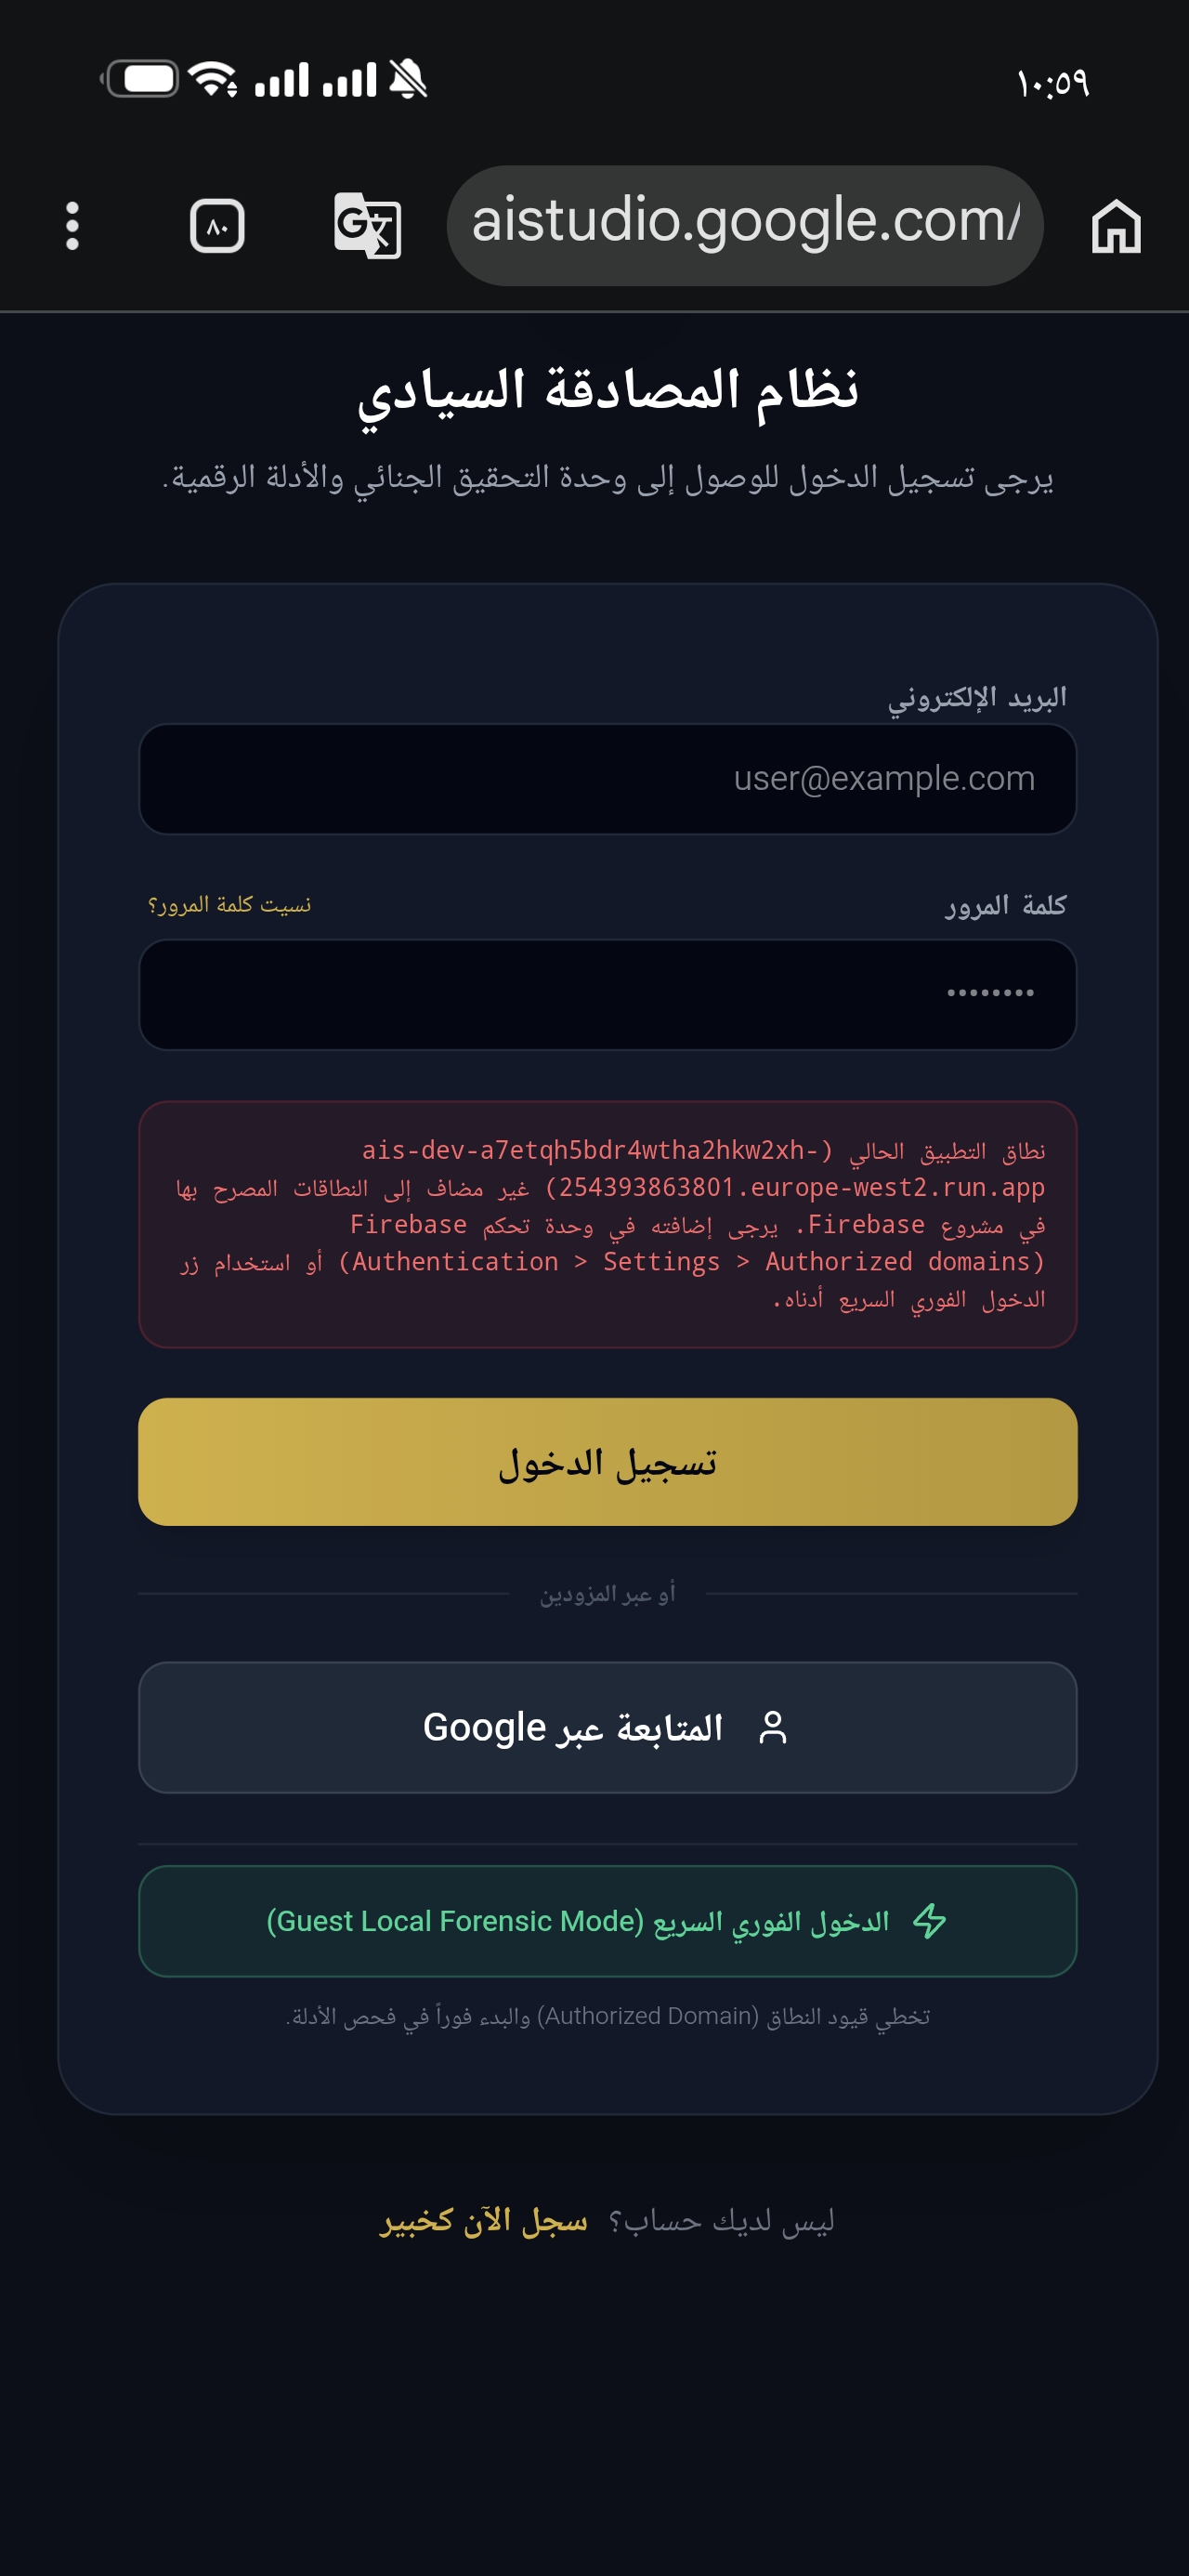 ١٠:٥٩
aistudio.google.com/
٨٠
نظام المصادقة السيادي
يرجى تسجيل الدخول للوصول إلى وحدة التحقيق الجنائي والأدلة الرقمية.
البريد الإلكتروني
user@example.com
كلمة المرور
نسيت كلمة المرور؟
••••••••
نطاق التطبيق الحالي (ais-dev-a7etqh5bdr4wtha2hkw2xh-
254393863801.europe-west2.run.app) غير مضاف إلى النطاقات المصرح بها
في مشروع Firebase. يرجى إضافته في وحدة تحكم Firebase
(Authentication > Settings > Authorized domains) أو استخدام زر
الدخول الفوري السريع أدناه.
تسجيل الدخول
أو عبر المزودين
المتابعة عبر Google
الدخول الفوري السريع (Guest Local Forensic Mode)
تخطي قيود النطاق (Authorized Domain) والبدء فوراً في فحص الأدلة.
ليس لديك حساب؟ سجل الآن كخبير